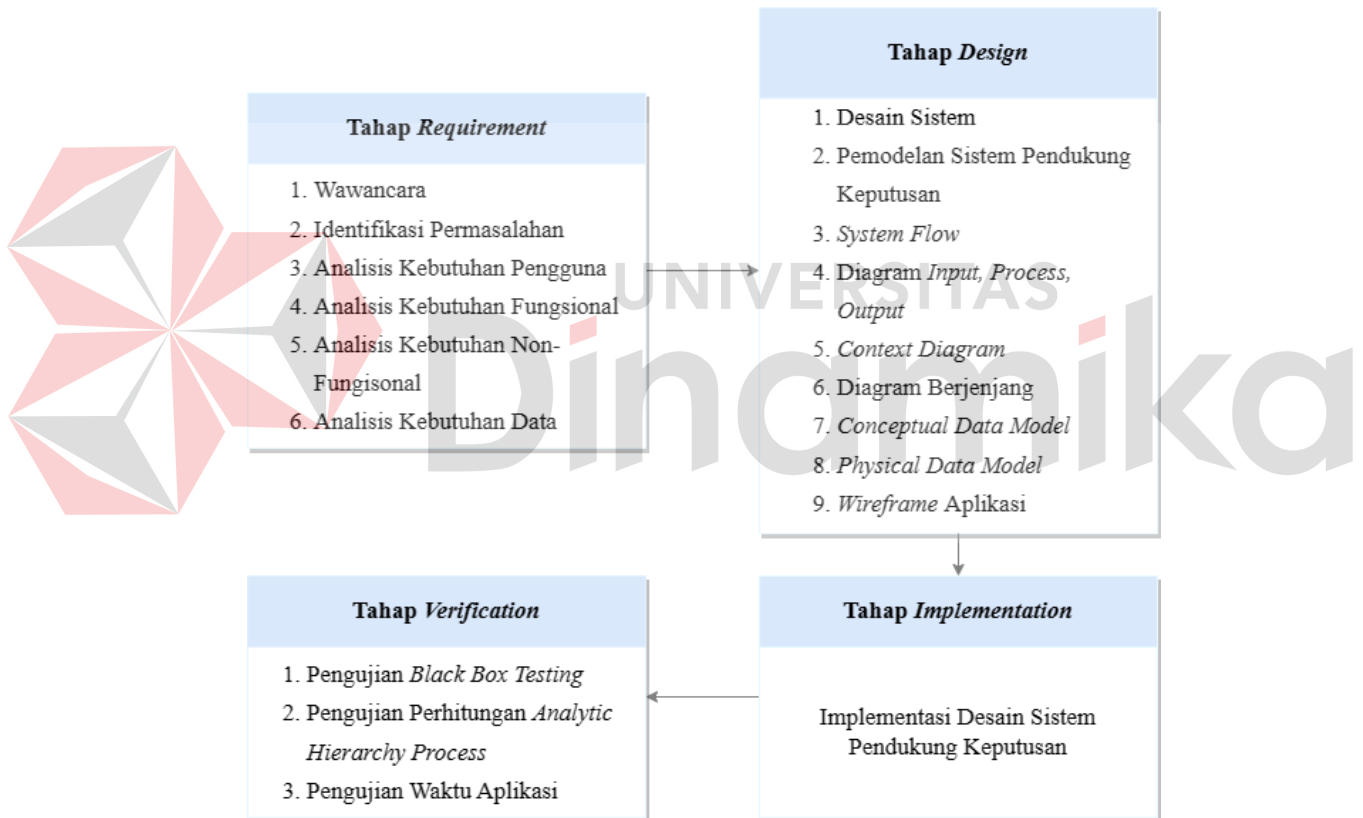 Tahap Requirement
1. Wawancara
2. Identifikasi Permasalahan
3. Analisis Kebutuhan Pengguna
4. Analisis Kebutuhan Fungsional
5. Analisis Kebutuhan Non-
Fungisonal
6. Analisis Kebutuhan Data
Tahap Design
1. Desain Sistem
2. Pemodelan Sistem Pendukung
Keputusan
3. System Flow
4. Diagram Input, Process,
Output
5. Context Diagram
6. Diagram Berjenjang
7. Conceptual Data Model
8. Physical Data Model
9. Wireframe Aplikasi
UNIVERSITAS
Dinamika
Tahap Implementation
Implementasi Desain Sistem
Pendukung Keputusan
Tahap Verification
1. Pengujian Black Box Testing
2. Pengujian Perhitungan Analytic
Hierarchy Process
3. Pengujian Waktu Aplikasi